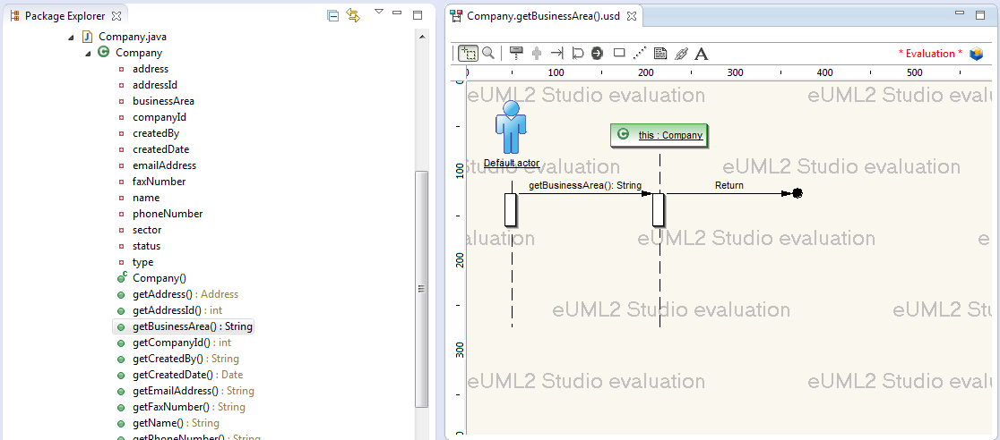 Package Explorer
Company.java
Company
address
addressId
businessArea
companyId
createdBy
createdDate
emailAddress
faxNumber
name
phoneNumber
sector
status
type
Company()
getAddress() : Address
getAddressId() : int
getBusinessArea() : String
getCompanyId() : int
getCreatedBy() : String
getCreatedDate() : Date
getEmailAddress() : String
getFaxNumber() : String
getName() : String
getPhoneNumber() : String
Company.getBusinessArea().usd
* Evaluation *
0 100 200 300 400 500
0
100
200
300
0
eUML2 Studio evaluation eUML2 Studio
this : Company
Default actor
Studio evaluation eUML2 Studio evaluation
getBusinessArea(): String Return
aluation eUML2 Studio evaluation e
eUML2 Studio evaluation eUML2
eUML2 Studio evaluation eUML2 Studio